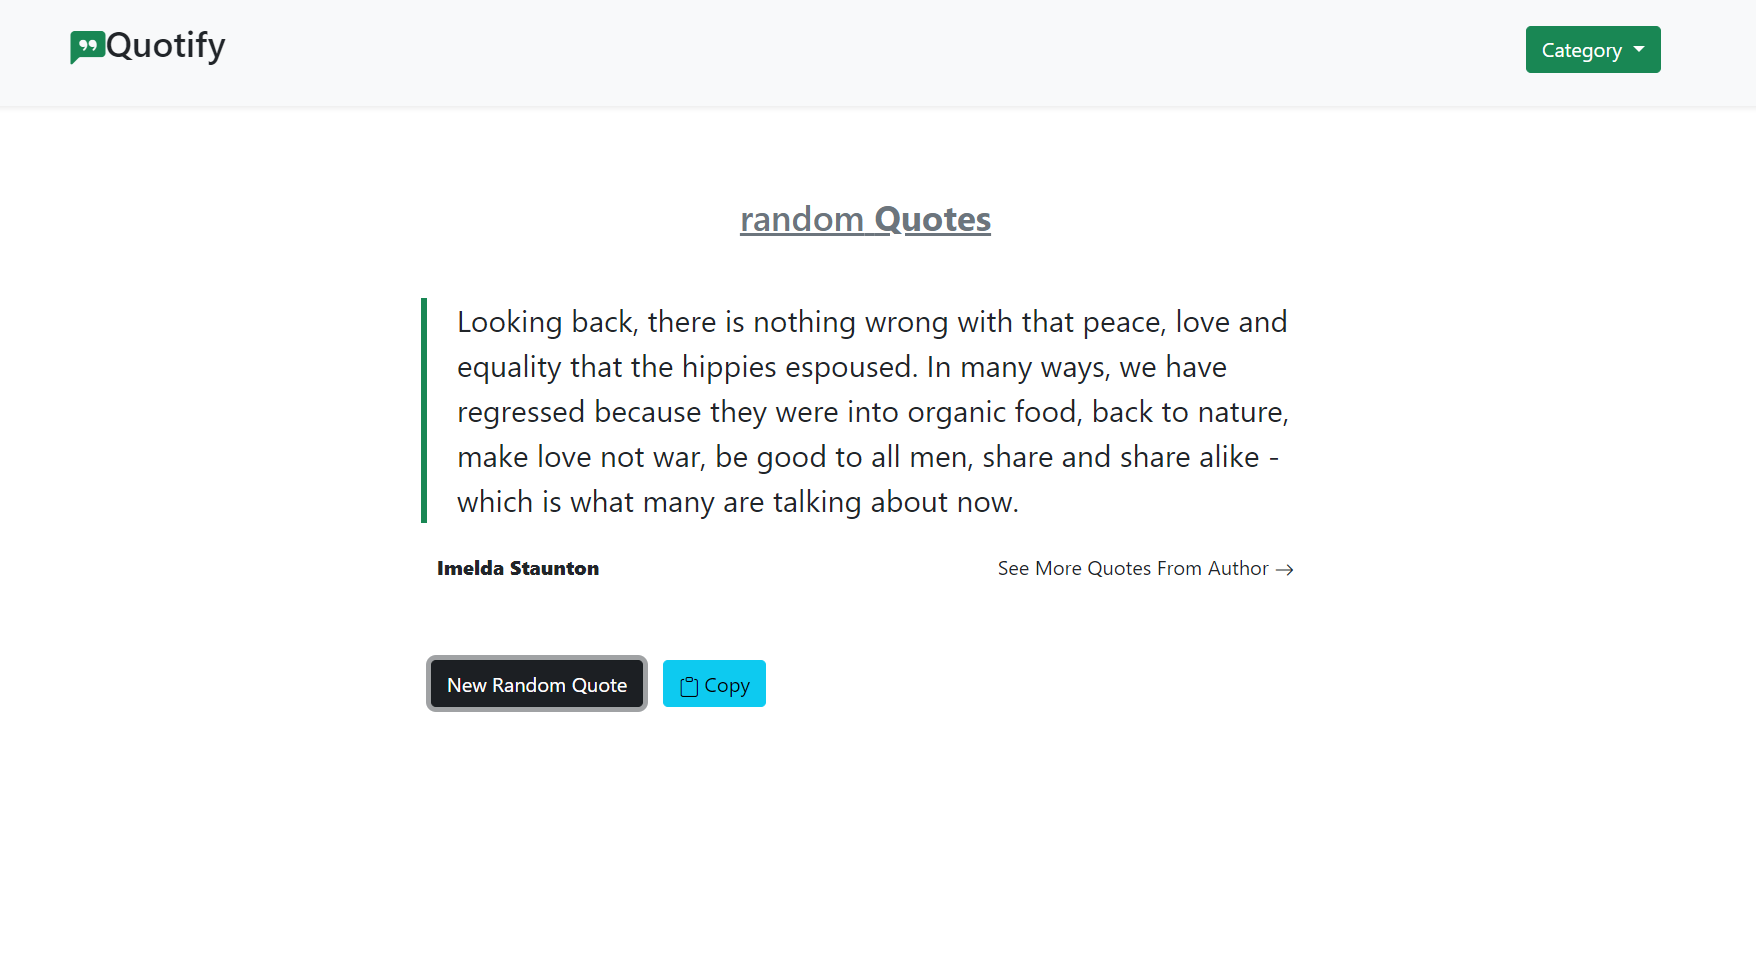 Quotify
Category
random Quotes
Looking back, there is nothing wrong with that peace, love and
equality that the hippies espoused. In many ways, we have
regressed because they were into organic food, back to nature,
make love not war, be good to all men, share and share alike -
which is what many are talking about now.
Imelda Staunton
See More Quotes From Author →
New Random Quote
Copy